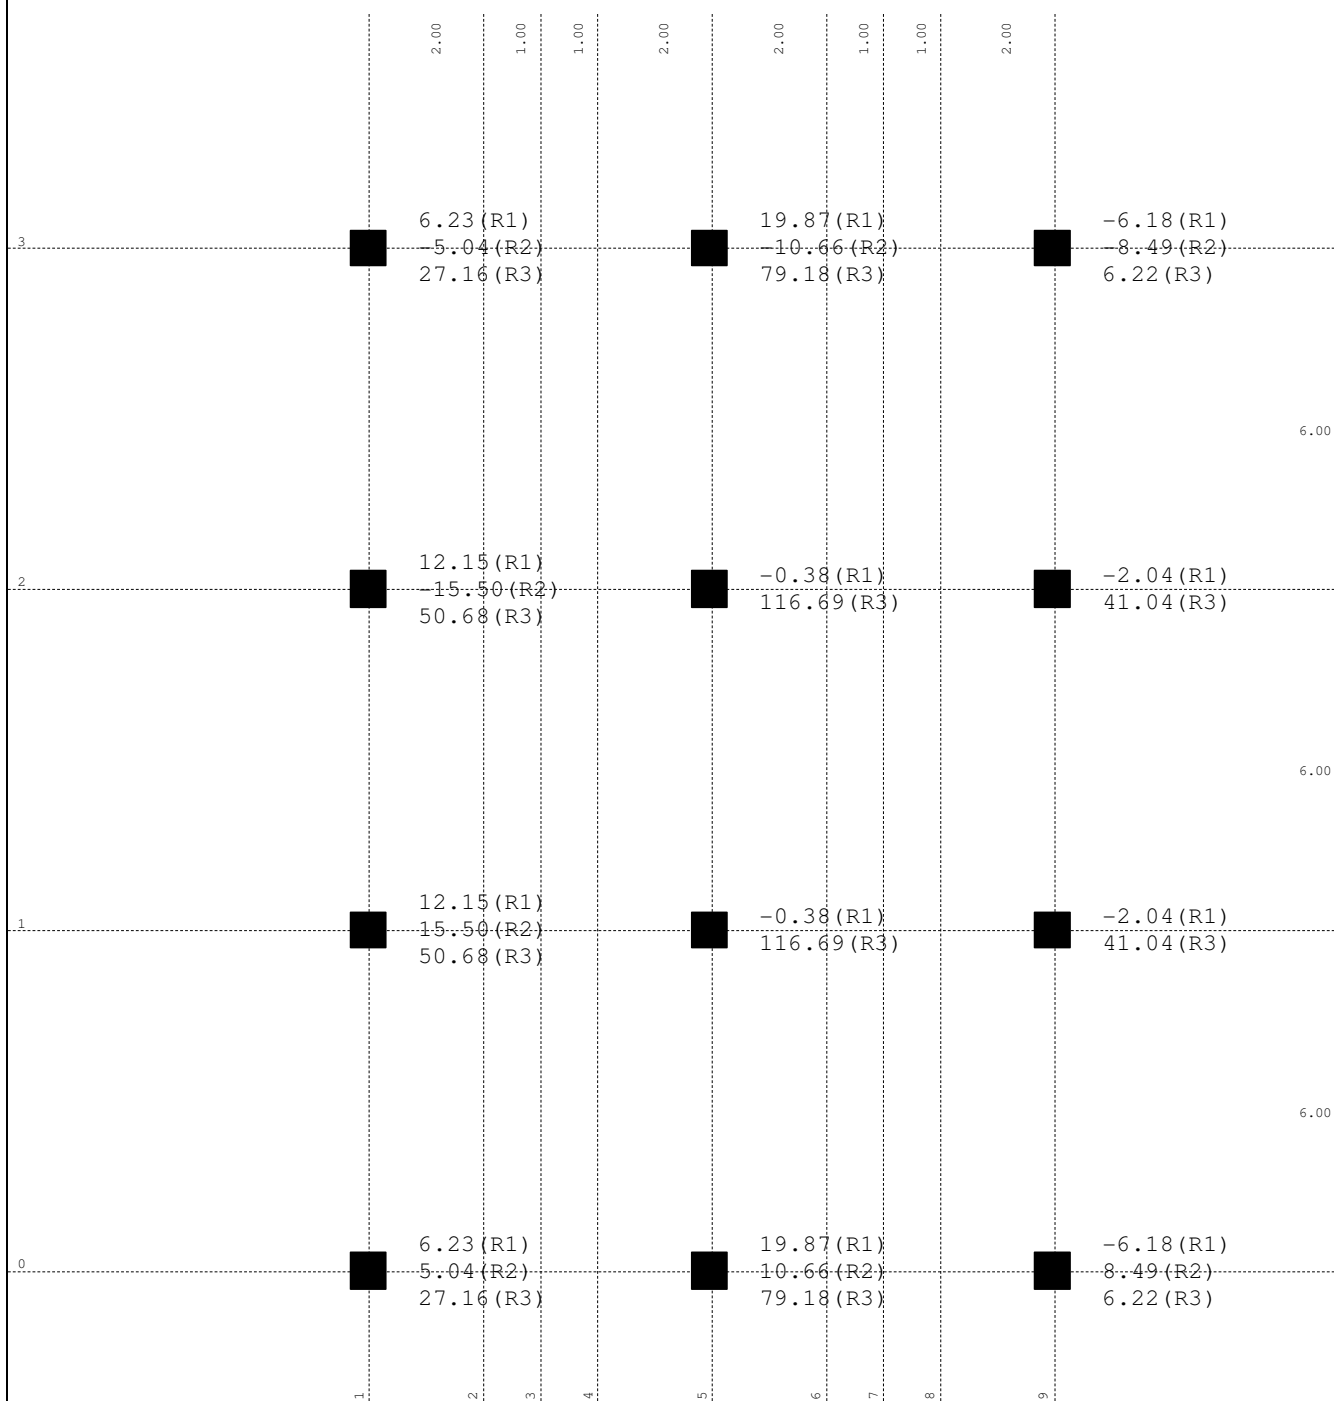 2.00
1.00
1.00
2.00
2.00
1.00
1.00
2.00
3
6.23(R1)
-5.04(R2)
27.16(R3)
19.87(R1)
-10.66(R2)
79.18(R3)
-6.18(R1)
-8.49(R2)
6.22(R3)
6.00
2
12.15(R1)
-15.50(R2)
50.68(R3)
-0.38(R1)
116.69(R3)
-2.04(R1)
41.04(R3)
6.00
1
12.15(R1)
15.50(R2)
50.68(R3)
-0.38(R1)
116.69(R3)
-2.04(R1)
41.04(R3)
6.00
0
6.23(R1)
5.04(R2)
27.16(R3)
19.87(R1)
10.66(R2)
79.18(R3)
-6.18(R1)
8.49(R2)
6.22(R3)
1
2
3
4
5
6
7
8
9